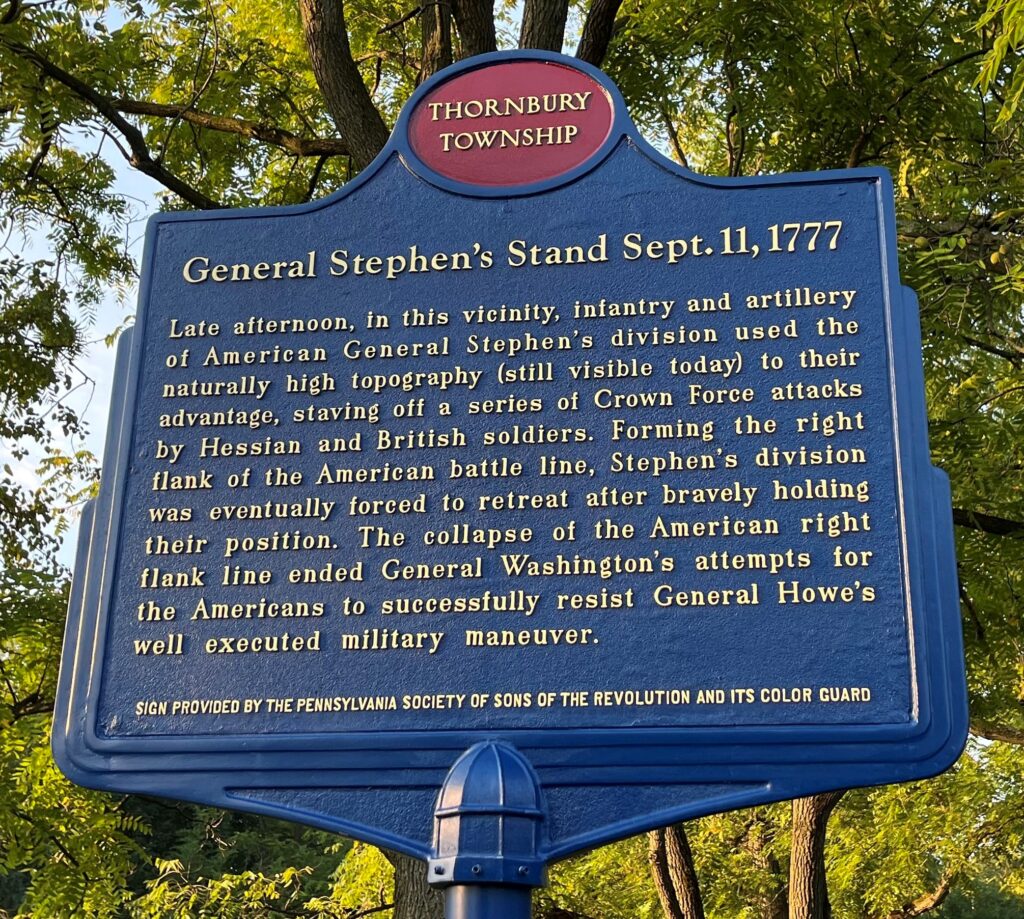 THORNBURY
TOWNSHIP
General Stephen's Stand Sept. 11, 1777
Late afternoon, in this vicinity, infantry and artillery
of American General Stephen's division used the
naturally high topography (still visible today) to their
advantage, staving off a series of Crown Force attacks
by Hessian and British soldiers. Forming the right
flank of the American battle line, Stephen's division
was eventually forced to retreat after bravely holding
their position. The collapse of the American right
flank line ended General Washington's attempts for
the Americans to successfully resist General Howe's
well executed military maneuver.
SIGN PROVIDED BY THE PENNSYLVANIA SOCIETY OF SONS OF THE REVOLUTION AND ITS COLOR GUARD